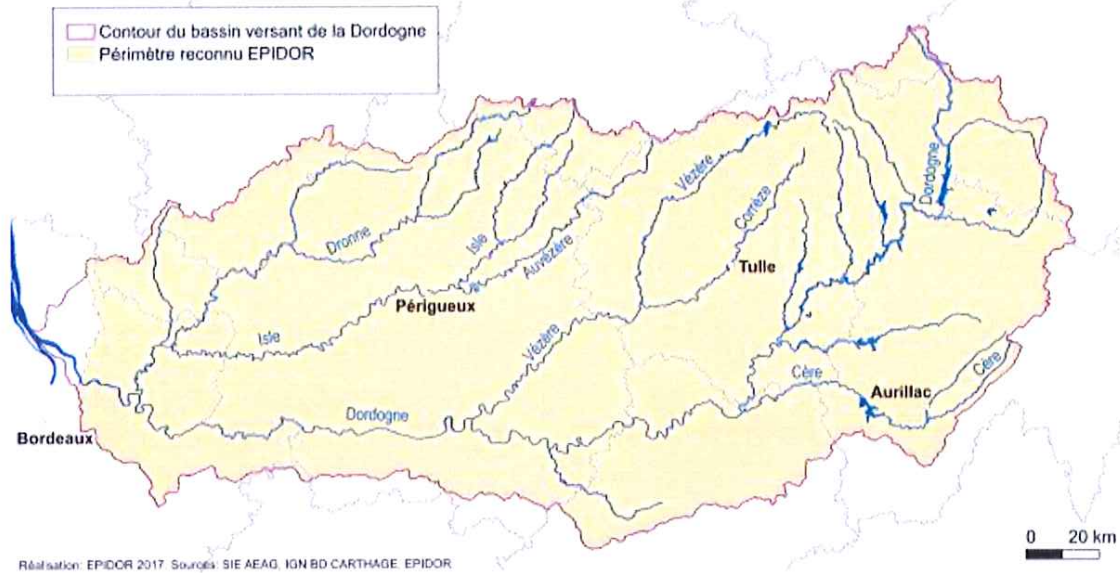 Contour du bassin versant de la Dordogne
Périmètre reconnu EPIDOR
Vézère
Dordogne
Corrèze
Dronne
Isle
Auvézère
Tulle
Périgueux
Isle
Vézère
Cère
Cère
Aurillac
Dordogne
Bordeaux
0 20 km
Réalisation: EPIDOR 2017. Sources: SIE AEAG, IGN BD CARTHAGE, EPIDOR